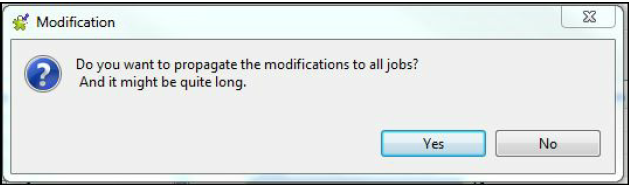 Modification
Do you want to propagate the modifications to all jobs?
And it might be quite long.
Yes No